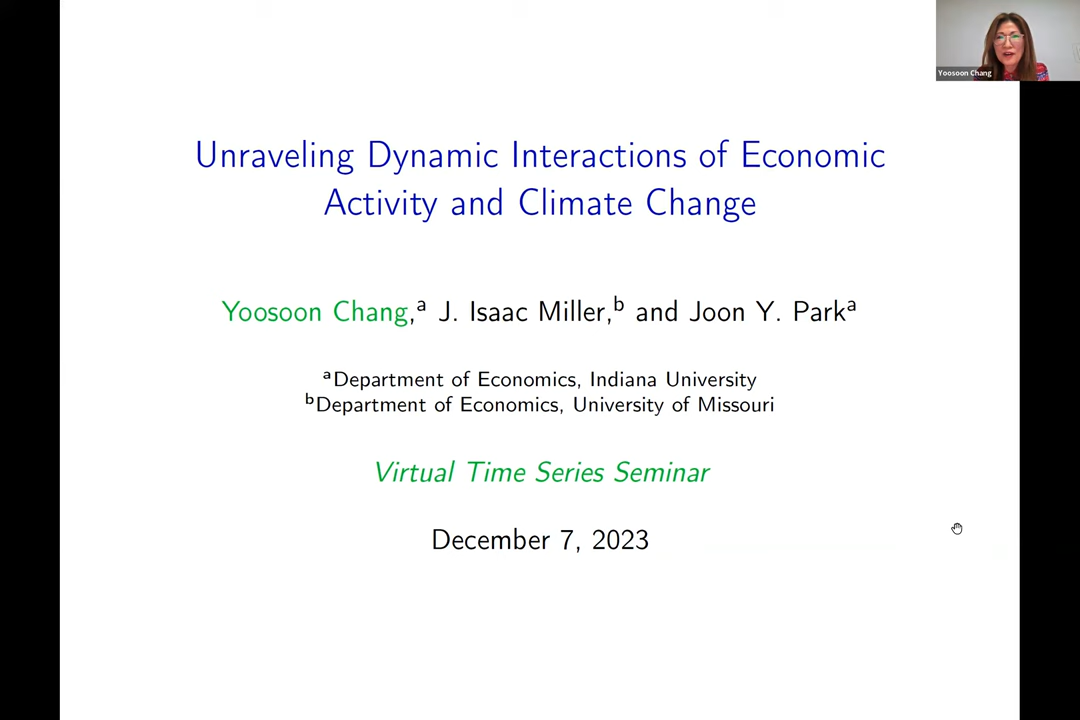 Yoosoon Chang
Unraveling Dynamic Interactions of Economic
Activity and Climate Change
Yoosoon Chang,ᵃ J. Isaac Miller,ᵇ and Joon Y. Parkᵃ
ᵃDepartment of Economics, Indiana University
ᵇDepartment of Economics, University of Missouri
Virtual Time Series Seminar
December 7, 2023